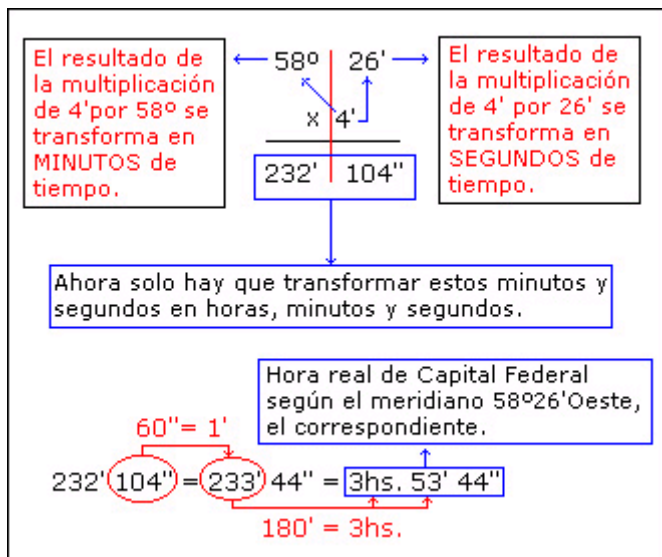 El resultado de
la multiplicación
de 4'por 58º se
transforma en
MINUTOS de
tiempo.
58º 26'
x 4'
232' 104"
El resultado de
la multiplicación
de 4' por 26' se
transforma en
SEGUNDOS de
tiempo.
Ahora solo hay que transformar estos minutos y
segundos en horas, minutos y segundos.
Hora real de Capital Federal
según el meridiano 58º26'Oeste,
el correspondiente.
60"= 1'
232' 104" = 233' 44" = 3hs. 53' 44"
180' = 3hs.